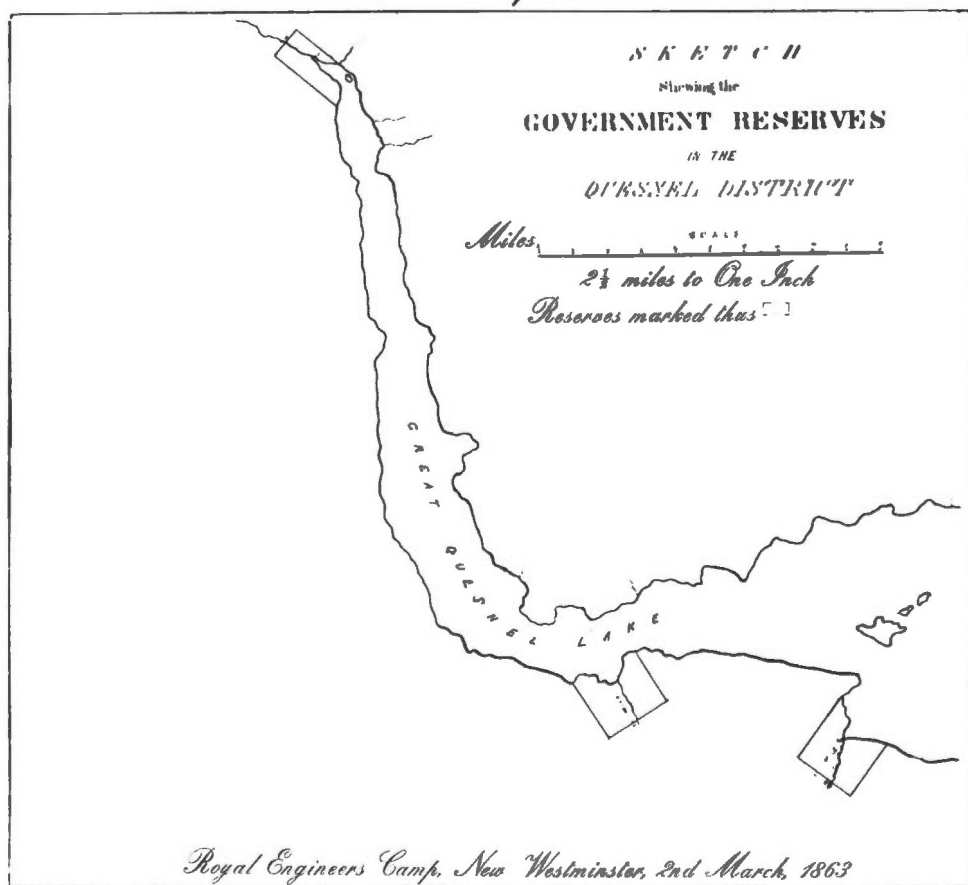 SKETCH
Shewing the
GOVERNMENT RESERVES
IN THE
QUESNEL DISTRICT
SCALE
Miles
2½ miles to One Inch
Reserves marked thus
GREAT QUESNEL LAKE
Royal Engineers Camp, New Westminster, 2nd March, 1863